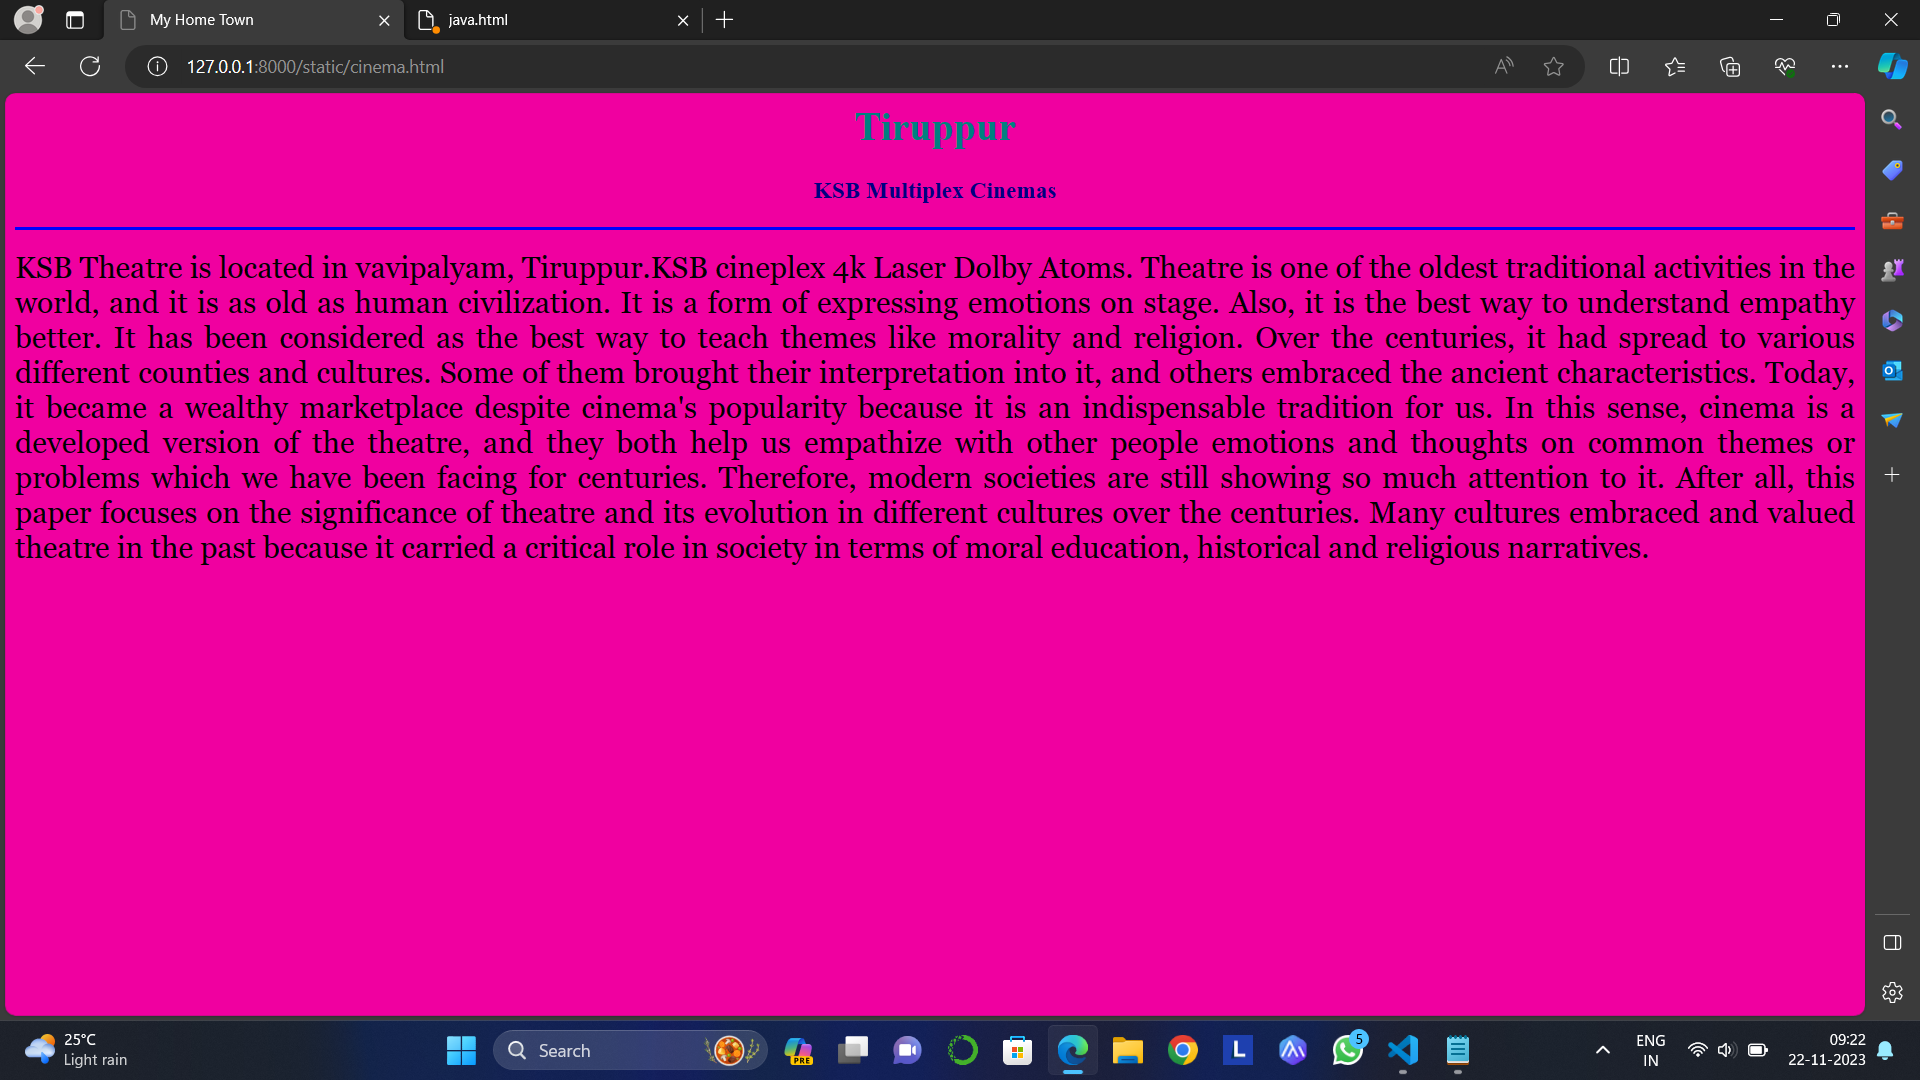 My Home Town
java.html
127.0.0.1:8000/static/cinema.html
Tiruppur
KSB Multiplex Cinemas
KSB Theatre is located in vavipalyam, Tiruppur.KSB cineplex 4k Laser Dolby Atoms. Theatre is one of the oldest traditional activities in the
world, and it is as old as human civilization. It is a form of expressing emotions on stage. Also, it is the best way to understand empathy
better. It has been considered as the best way to teach themes like morality and religion. Over the centuries, it had spread to various
different counties and cultures. Some of them brought their interpretation into it, and others embraced the ancient characteristics. Today,
it became a wealthy marketplace despite cinema's popularity because it is an indispensable tradition for us. In this sense, cinema is a
developed version of the theatre, and they both help us empathize with other people emotions and thoughts on common themes or
problems which we have been facing for centuries. Therefore, modern societies are still showing so much attention to it. After all, this
paper focuses on the significance of theatre and its evolution in different cultures over the centuries. Many cultures embraced and valued
theatre in the past because it carried a critical role in society in terms of moral education, historical and religious narratives.
25°C
Light rain
Search
PRE
L
5
ENG
IN
09:22
22-11-2023